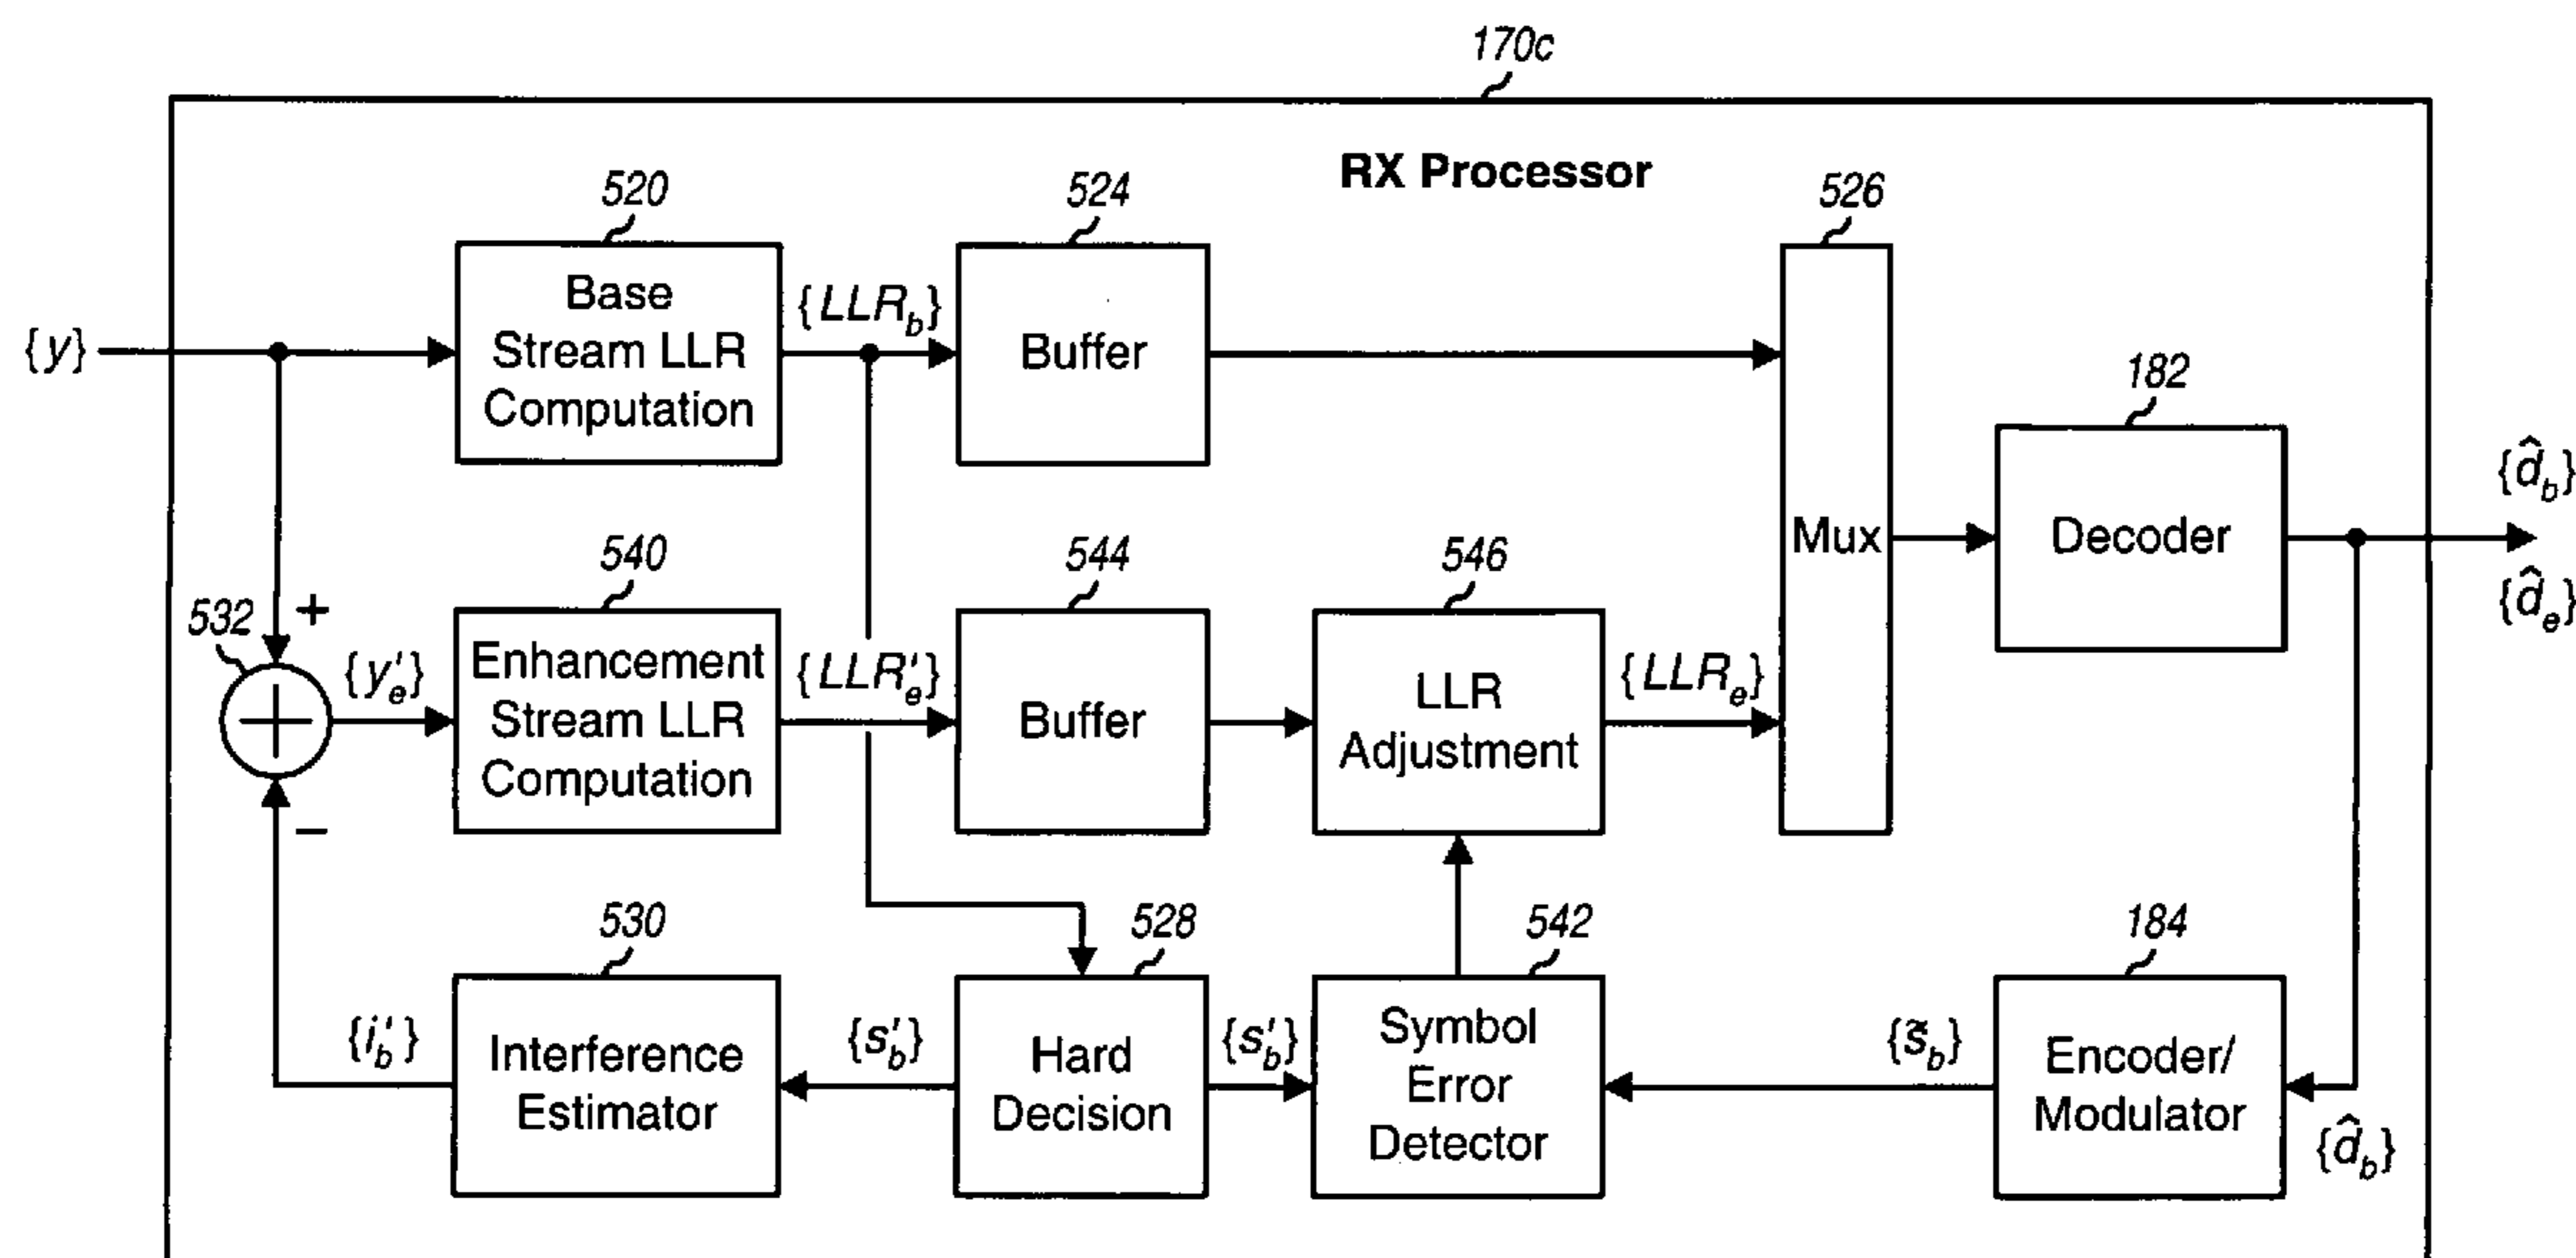 170c
RX Processor
520
524
526
Base
Stream LLR
Computation
{LLR_b}
Buffer
{y}
182
Decoder
{d̂_b}
{d̂_e}
Mux
532
+
−
{y'_e}
540
Enhancement
Stream LLR
Computation
{LLR'_e}
544
Buffer
546
LLR
Adjustment
{LLR_e}
530
Interference
Estimator
{i'_b}
{s'_b}
528
Hard
Decision
{s'_b}
542
Symbol
Error
Detector
{s̃_b}
184
Encoder/
Modulator
{d̂_b}